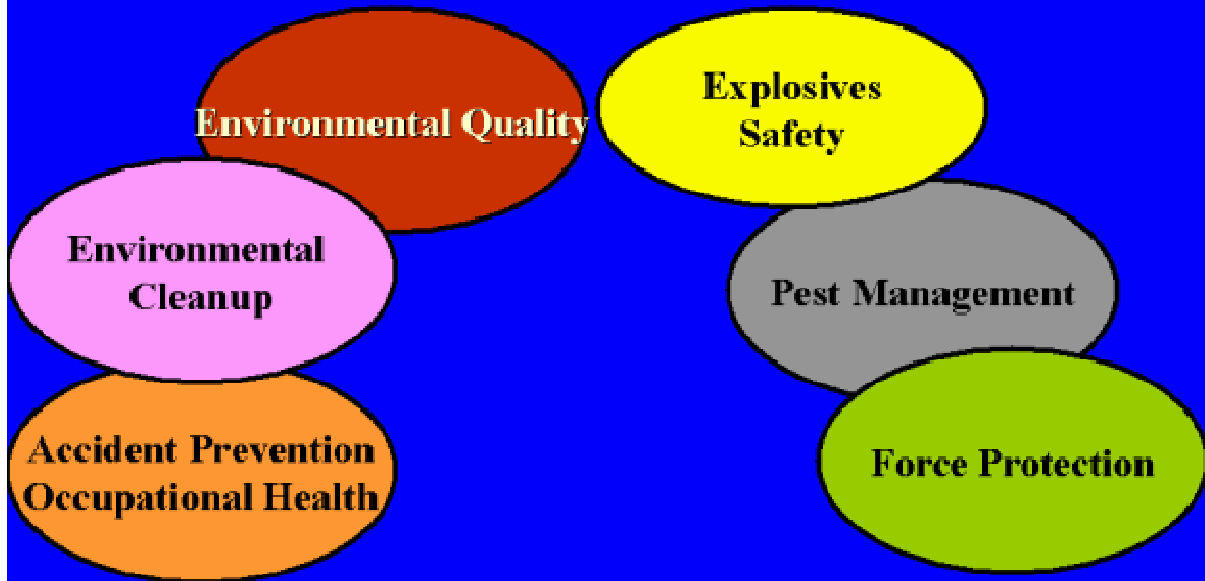 Environmental Quality
Explosives
Safety
Environmental
Cleanup
Pest Management
Accident Prevention
Occupational Health
Force Protection